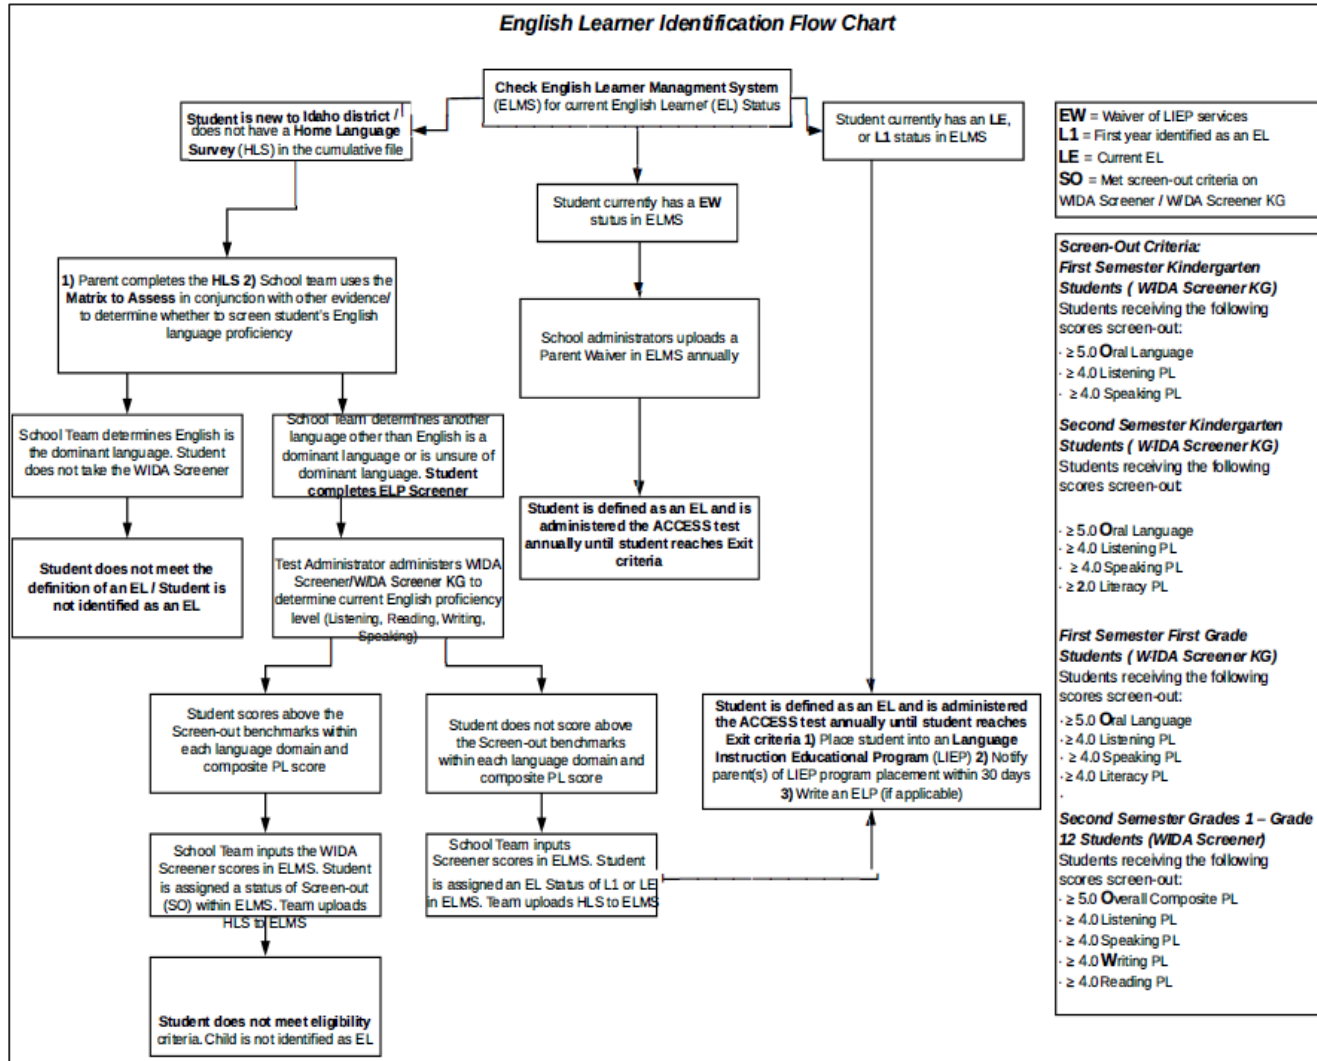 English Learner Identification Flow Chart
Check English Learner Managment System
(ELMS) for current English Learner (EL) Status
Student is new to Idaho district /
does not have a Home Language
Survey (HLS) in the cumulative file
Student currently has an LE,
or L1 status in ELMS
Student currently has a EW
stutus in ELMS
1) Parent completes the HLS 2) School team uses the
Matrix to Assess in conjunction with other evidence/
to determine whether to screen student's English
language proficiency
School administrators uploads a
Parent Waiver in ELMS annually
School Team determines English is
the dominant language. Student
does not take the WIDA Screener
School Team determines another
language other than English is a
dominant language or is unsure of
dominant language. Student
completes ELP Screener
Student is defined as an EL and is
administered the ACCESS test
annually until student reaches Exit
criteria
Student does not meet the
definition of an EL / Student is
not identified as an EL
Test Administrator administers WIDA
Screener/WIDA Screener KG to
determine current English proficiency
level (Listening, Reading, Writing,
Speaking)
Student scores above the
Screen-out benchmarks within
each language domain and
composite PL score
Student does not score above
the Screen-out benchmarks
within each language domain and
composite PL score
Student is defined as an EL and is administered
the ACCESS test annually until student reaches
Exit criteria 1) Place student into an Language
Instruction Educational Program (LIEP) 2) Notify
parent(s) of LIEP program placement within 30 days
3) Write an ELP (if applicable)
School Team inputs the WIDA
Screener scores in ELMS. Student
is assigned a status of Screen-out
(SO) within ELMS. Team uploads
HLS to ELMS
School Team inputs
Screener scores in ELMS. Student
is assigned an EL Status of L1 or LE
in ELMS. Team uploads HLS to ELMS
Student does not meet eligibility
criteria. Child is not identified as EL
EW = Waiver of LIEP services
L1 = First year identified as an EL
LE = Current EL
SO = Met screen-out criteria on
WIDA Screener / WIDA Screener KG
Screen-Out Criteria:
First Semester Kindergarten
Students ( WIDA Screener KG)
Students receiving the following
scores screen-out:
· ≥ 5.0 Oral Language
· ≥ 4.0 Listening PL
· ≥ 4.0 Speaking PL
Second Semester Kindergarten
Students ( WIDA Screener KG)
Students receiving the following
scores screen-out:
· ≥ 5.0 Oral Language
· ≥ 4.0 Listening PL
· ≥ 4.0 Speaking PL
· ≥ 2.0 Literacy PL
First Semester First Grade
Students ( WIDA Screener KG)
Students receiving the following
scores screen-out:
· ≥ 5.0 Oral Language
· ≥ 4.0 Listening PL
· ≥ 4.0 Speaking PL
· ≥ 4.0 Literacy PL
·
Second Semester Grades 1 – Grade
12 Students (WIDA Screener)
Students receiving the following
scores screen-out:
· ≥ 5.0 Overall Composite PL
· ≥ 4.0 Listening PL
· ≥ 4.0 Speaking PL
· ≥ 4.0 Writing PL
· ≥ 4.0 Reading PL